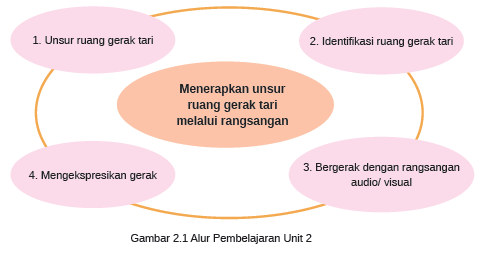 1. Unsur ruang gerak tari
2. Identifikasi ruang gerak tari
Menerapkan unsur
ruang gerak tari
melalui rangsangan
4. Mengekspresikan gerak
3. Bergerak dengan rangsangan
audio/ visual
Gambar 2.1 Alur Pembelajaran Unit 2